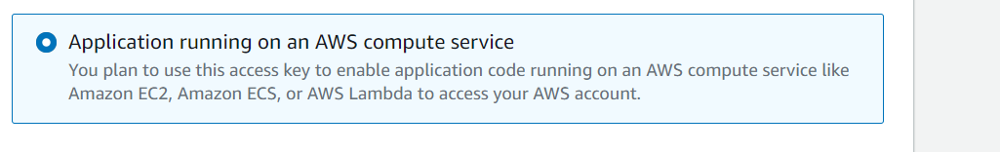 Application running on an AWS compute service
You plan to use this access key to enable application code running on an AWS compute service like
Amazon EC2, Amazon ECS, or AWS Lambda to access your AWS account.